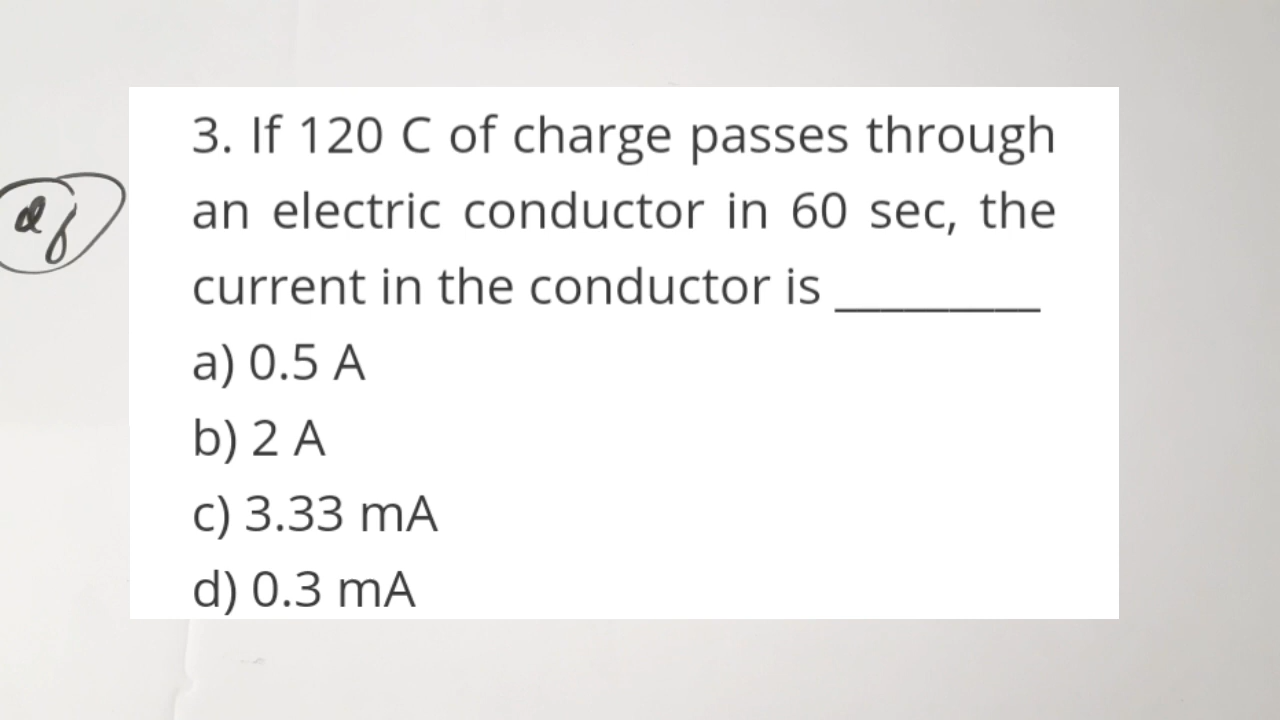 3. If 120 C of charge passes through
an electric conductor in 60 sec, the
current in the conductor is _________
a) 0.5 A
b) 2 A
c) 3.33 mA
d) 0.3 mA